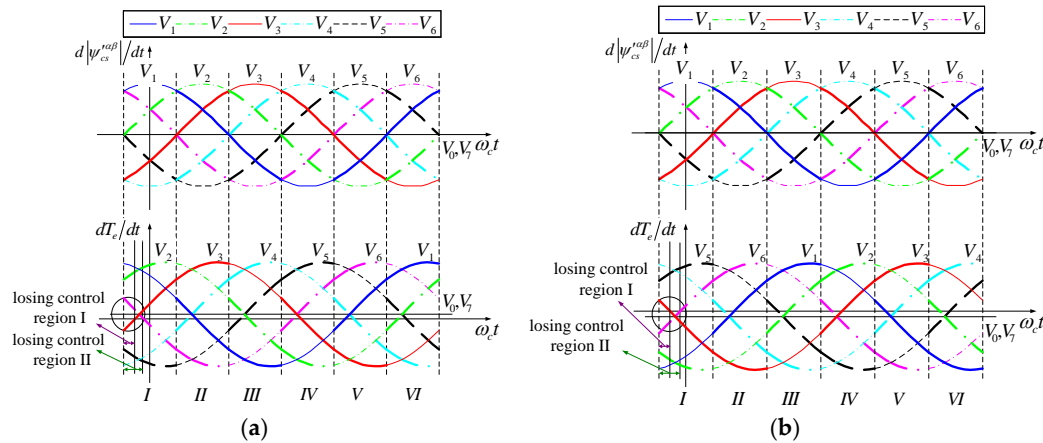 V1 V2 V3 V4 V5 V6
d|ψ'cs^αβ|/dt
V1 V2 V3 V4 V5 V6
V0,V7 ωct
dTe/dt
V2 V3 V4 V5 V6 V1
losing control
region I
V0,V7
ωct
losing control
region II
I II III IV V VI
(a)
V1 V2 V3 V4 V5 V6
d|ψ'cs^αβ|/dt
V1 V2 V3 V4 V5 V6
V0,V7 ωct
dTe/dt
V5 V6 V1 V2 V3 V4
losing control
region I
ωct
V0,V7
losing control
region II
I II III IV V VI
(b)